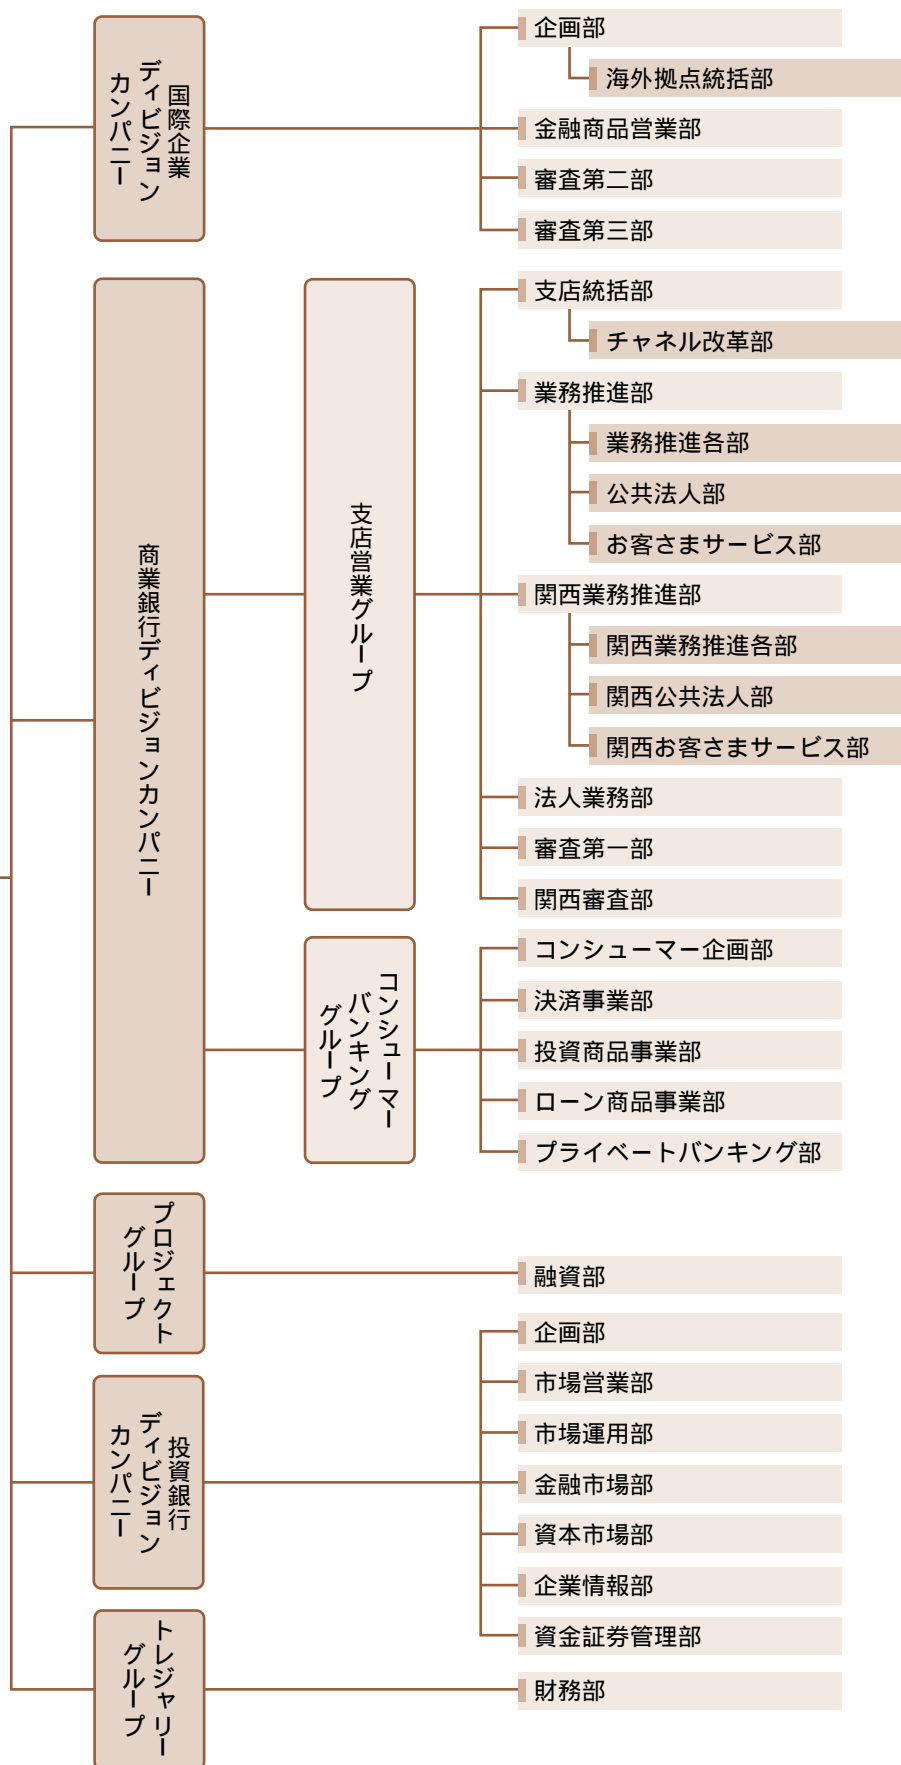 国際企業
ディビジョン
カンパニー
企画部
海外拠点統括部
金融商品営業部
審査第二部
審査第三部
商業銀行ディビジョンカンパニー
支店営業グループ
支店統括部
チャネル改革部
業務推進部
業務推進各部
公共法人部
お客さまサービス部
関西業務推進部
関西業務推進各部
関西公共法人部
関西お客さまサービス部
法人業務部
審査第一部
関西審査部
コンシューマー
バンキング
グループ
コンシューマー企画部
決済事業部
投資商品事業部
ローン商品事業部
プライベートバンキング部
プロジェクト
グループ
融資部
投資銀行
ディビジョン
カンパニー
企画部
市場営業部
市場運用部
金融市場部
資本市場部
企業情報部
資金証券管理部
トレジャリー
グループ
財務部